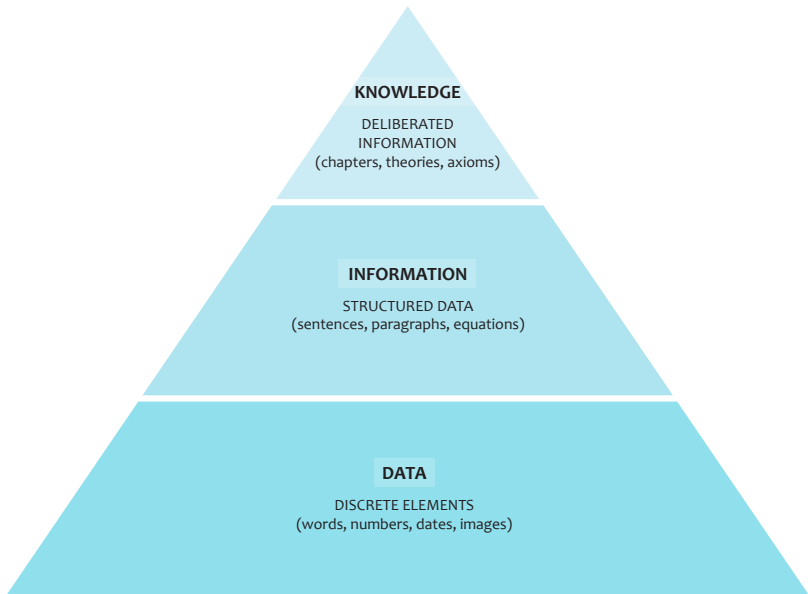 KNOWLEDGE
DELIBERATED
INFORMATION
(chapters, theories, axioms)
INFORMATION
STRUCTURED DATA
(sentences, paragraphs, equations)
DATA
DISCRETE ELEMENTS
(words, numbers, dates, images)